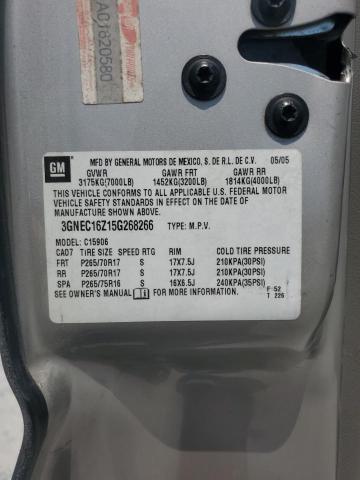 AG1620580
GM
MFD BY GENERAL MOTORS DE MEXICO, S. DE R.L. DE C.V. 05/05
GVWR GAWR FRT GAWR RR
3175KG(7000LB) 1452KG(3200LB) 1814KG(4000LB)
THIS VEHICLE CONFORMS TO ALL APPLICABLE U.S. FEDERAL MOTOR
VEHICLE SAFETY STANDARDS IN EFFECT ON THE DATE OF
MANUFACTURE SHOWN ABOVE.
3GNEC16Z15G268266 TYPE: M.P.V.
MODEL: C15906
CA07 TIRE SIZE SPEED RTG RIM COLD TIRE PRESSURE
FRT P265/70R17 S 17X7.5J 210KPA(30PSI)
RR P265/70R17 S 17X7.5J 210KPA(30PSI)
SPA P265/75R16 S 16X6.5J 240KPA(35PSI)
SEE OWNER'S MANUAL FOR MORE INFORMATION.
F 52
T 226